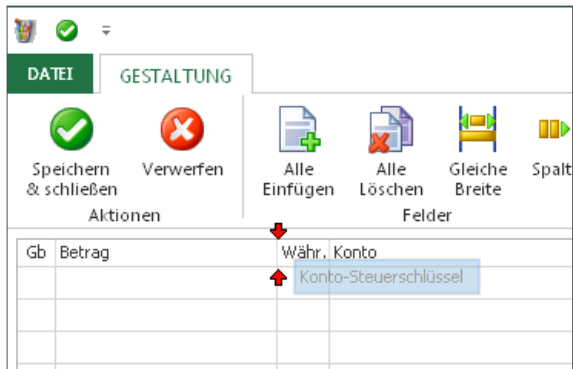 DATEI GESTALTUNG
Speichern & schließen
Verwerfen
Alle Einfügen
Alle Löschen
Gleiche Breite
Spalt
Aktionen Felder
Gb Betrag Währ. Konto
Konto-Steuerschlüssel